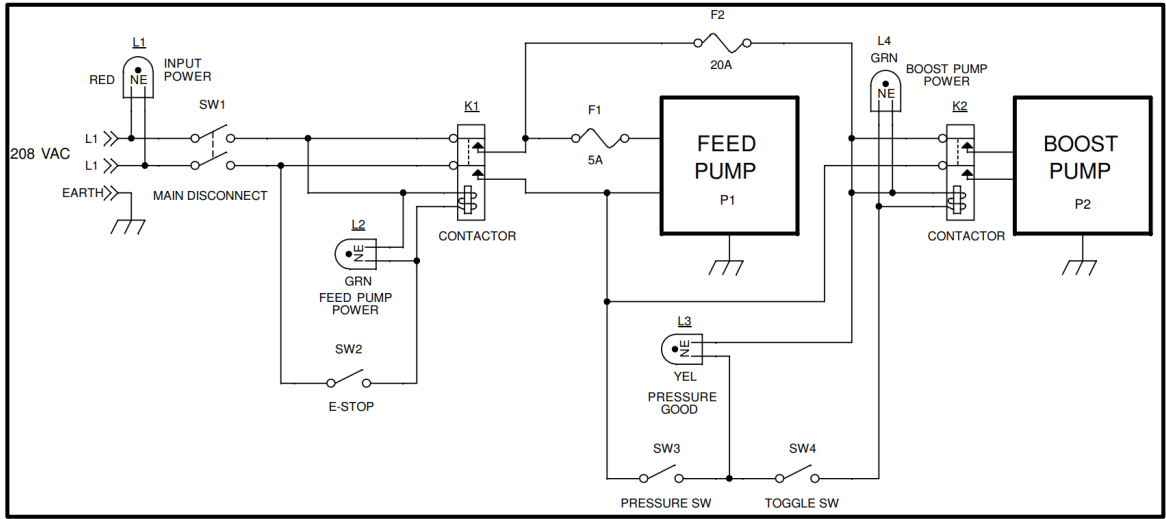 L1
INPUT
POWER
RED
NE
SW1
208 VAC
L1
L1
EARTH
MAIN DISCONNECT
L2
NE
GRN
FEED PUMP
POWER
SW2
E-STOP
K1
CONTACTOR
F2
20A
F1
5A
FEED
PUMP
P1
L4
GRN
NE
BOOST PUMP
POWER
K2
CONTACTOR
BOOST
PUMP
P2
L3
NE
YEL
PRESSURE
GOOD
SW3
PRESSURE SW
SW4
TOGGLE SW